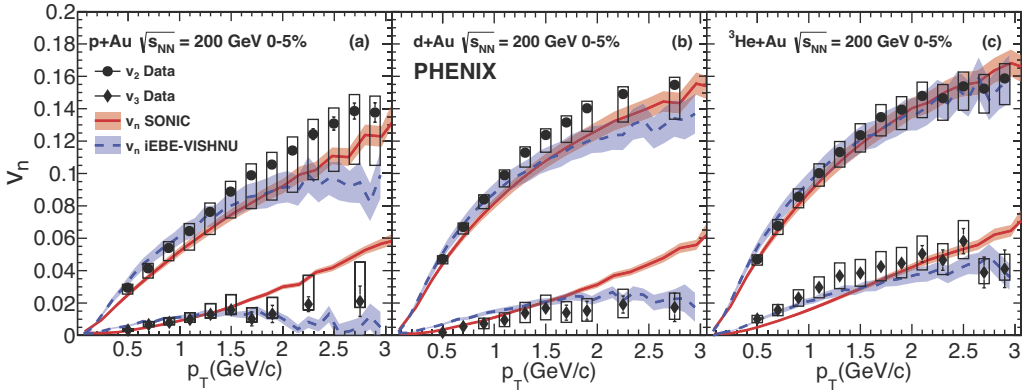 0.2
0.18
0.16
0.14
0.12
0.1
0.08
0.06
0.04
0.02
0
vn
p+Au √sNN = 200 GeV 0-5% (a)
v2 Data
v3 Data
vn SONIC
vn iEBE-VISHNU
d+Au √sNN = 200 GeV 0-5% (b)
PHENIX
³He+Au √sNN = 200 GeV 0-5% (c)
0.5 1 1.5 2 2.5 3
0.5 1 1.5 2 2.5 3
0.5 1 1.5 2 2.5 3
pT(GeV/c)
pT(GeV/c)
pT(GeV/c)